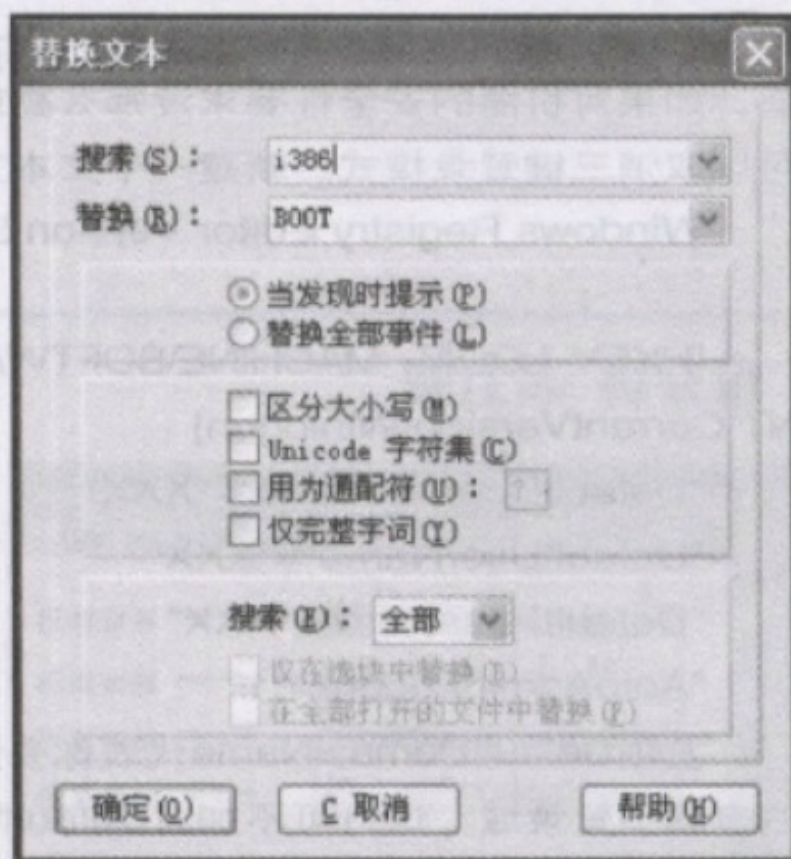 替换文本
搜索(S)： i386
替换(R)： BOOT
当发现时提示(P)
替换全部事件(L)
区分大小写(M)
Unicode 字符集(C)
用为通配符(U)：
仅完整字词(Y)
搜索(E)： 全部
仅在选块中替换(B)
在全部打开的文件中替换(F)
确定(O) C 取消 帮助(H)